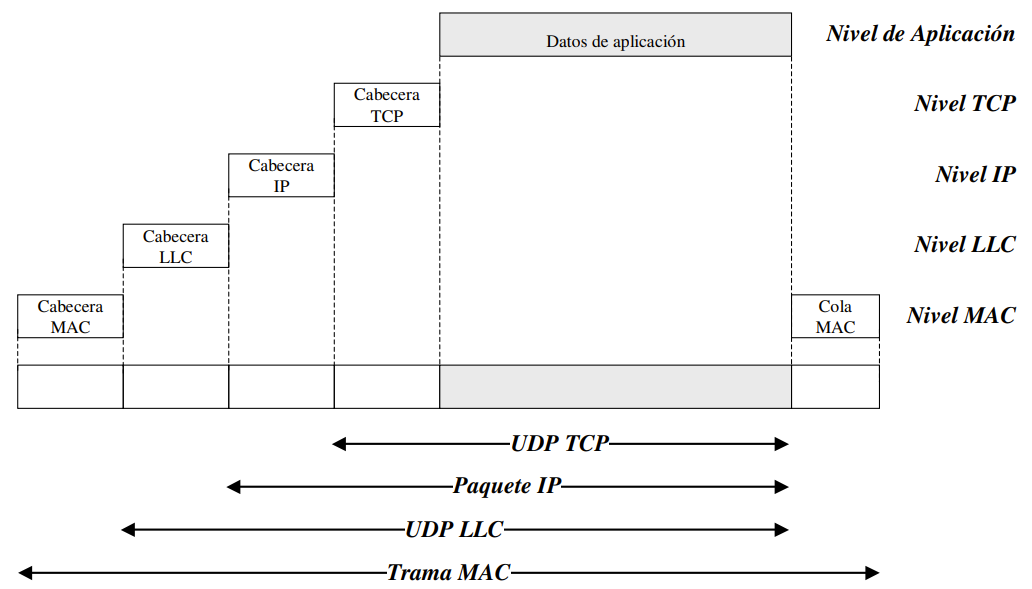 Datos de aplicación
Nivel de Aplicación
Cabecera
TCP
Nivel TCP
Cabecera
IP
Nivel IP
Cabecera
LLC
Nivel LLC
Cabecera
MAC
Cola
MAC
Nivel MAC
UDP TCP
Paquete IP
UDP LLC
Trama MAC